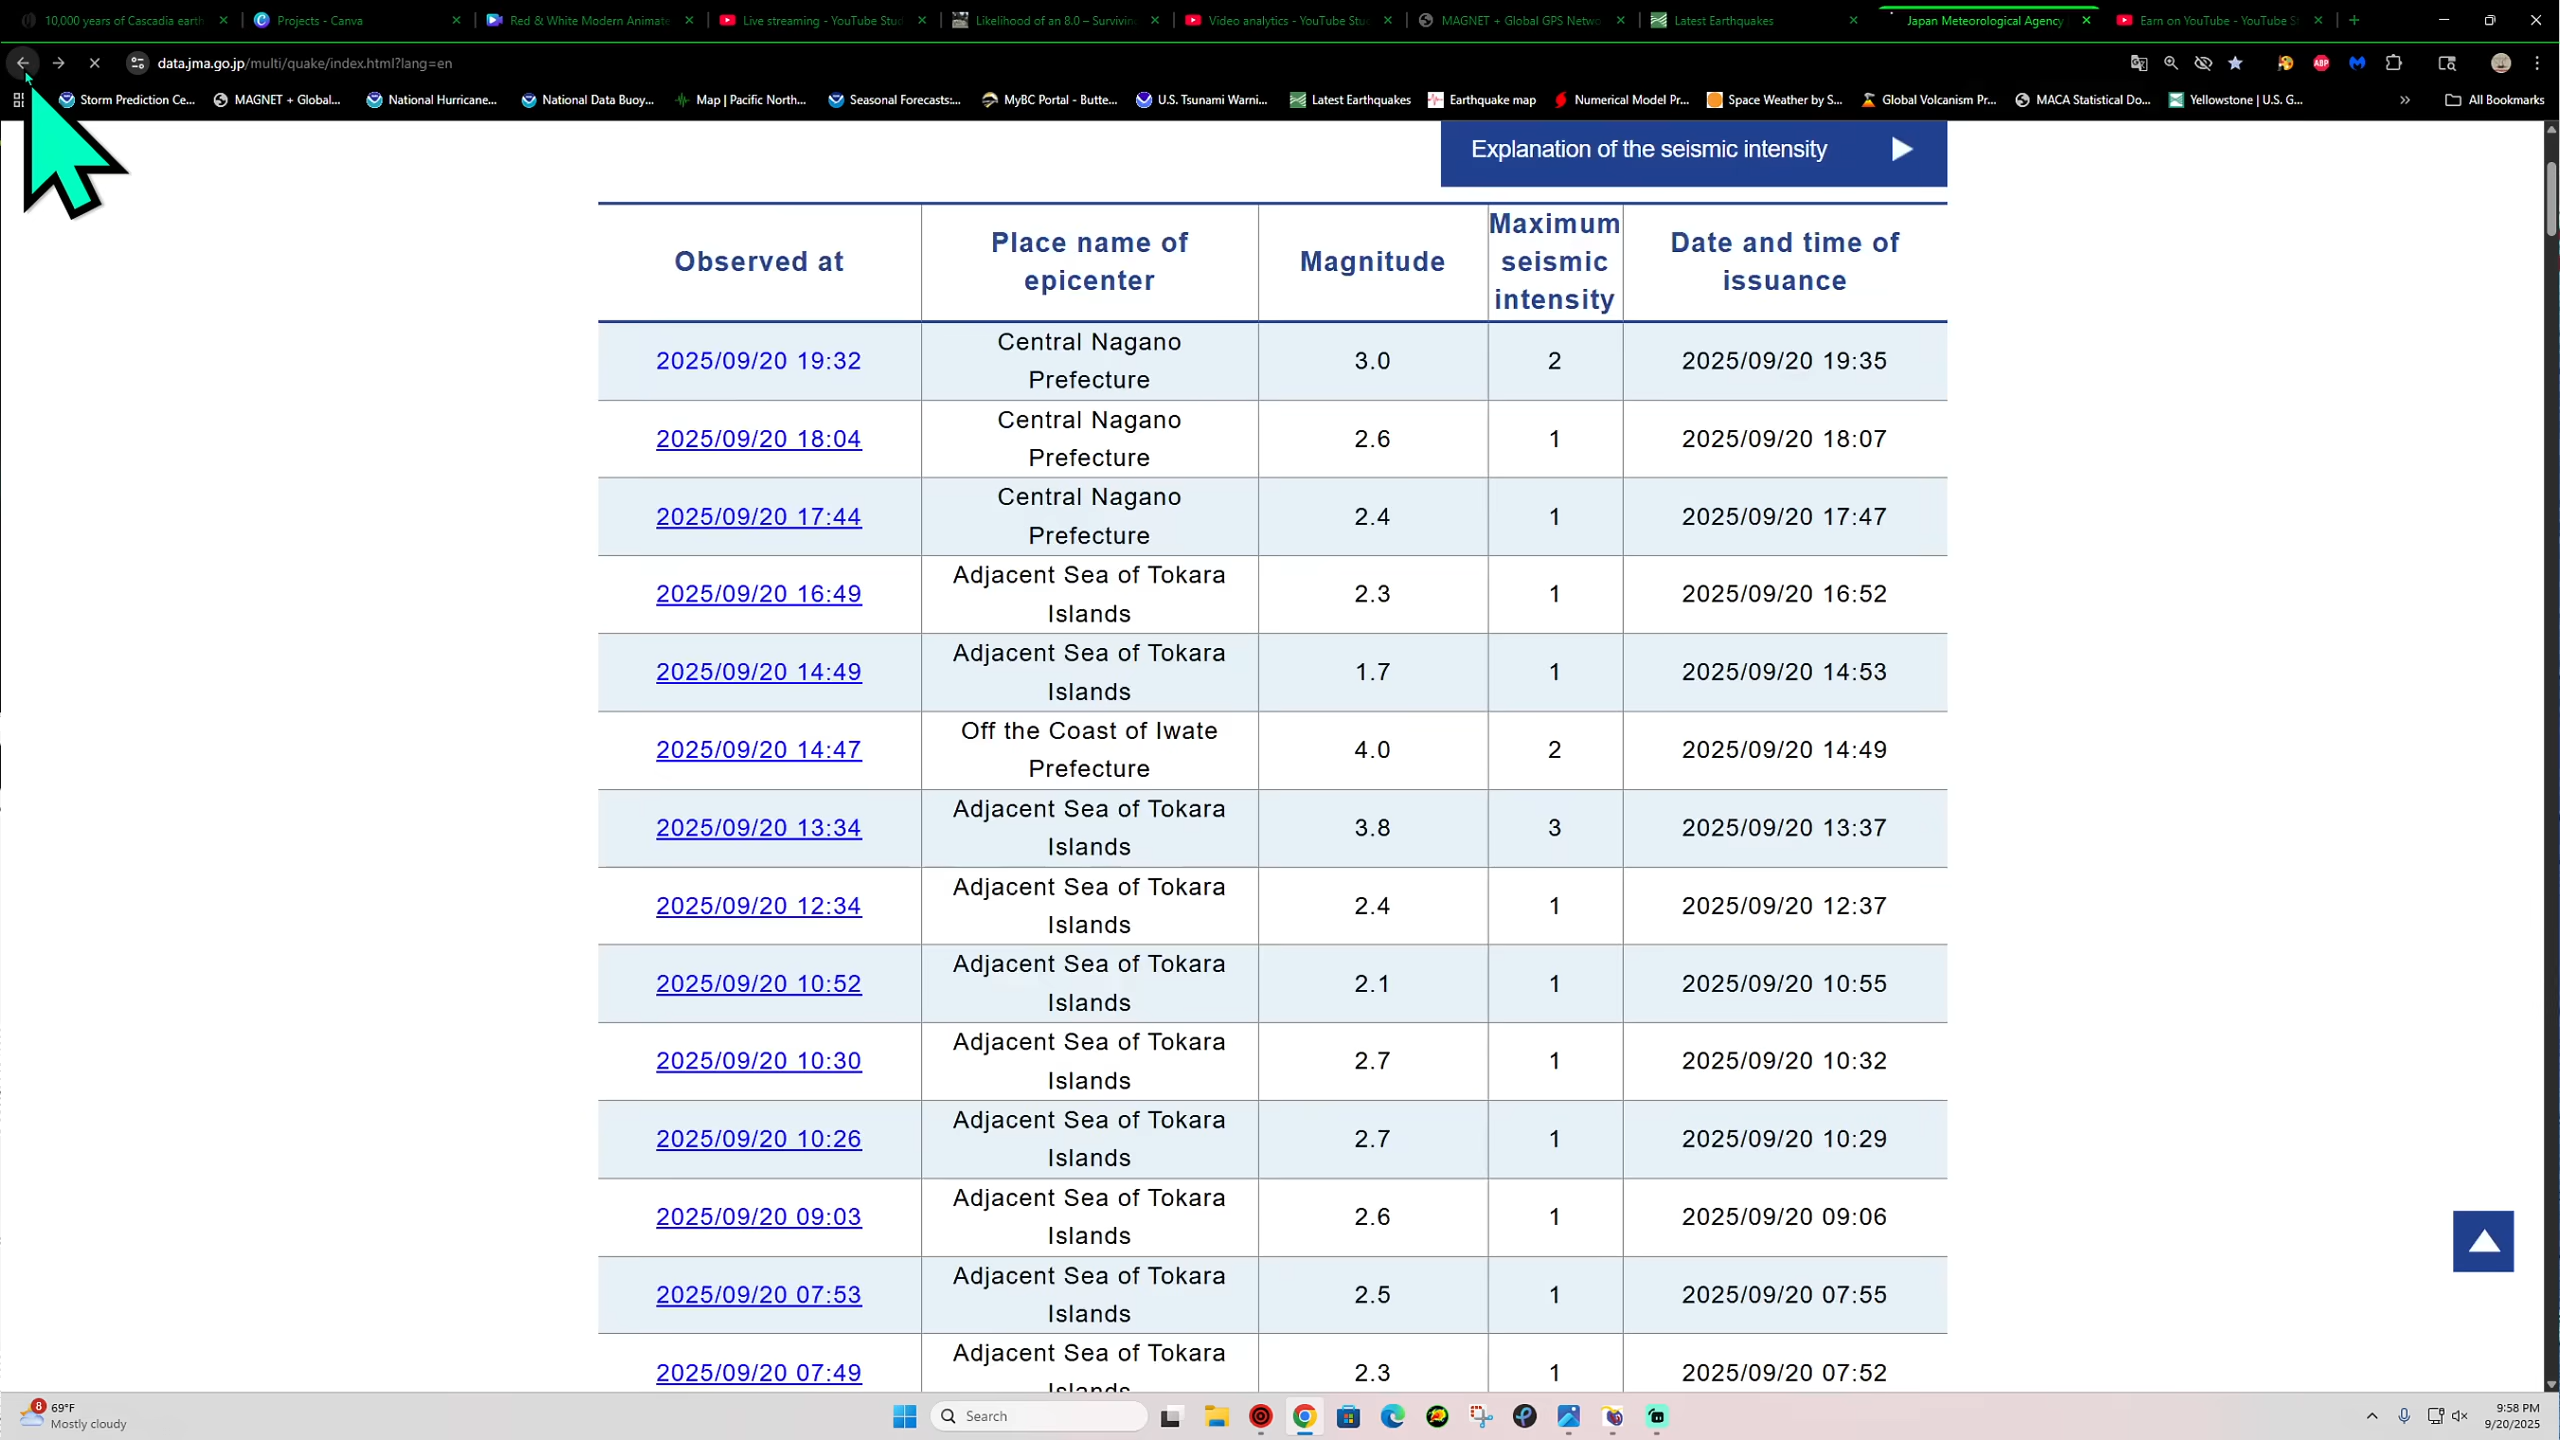 10,000 years of Cascadia earth
Projects - Canva
Red & White Modern Animate
Live streaming - YouTube Stud
Likelihood of an 8.0 – Survivin
Video analytics - YouTube Stu
MAGNET + Global GPS Netwo
Latest Earthquakes
Japan Meteorological Agency
Earn on YouTube - YouTube S
data.jma.go.jp/multi/quake/index.html?lang=en
ABP
Storm Prediction Ce...
MAGNET + Global...
National Hurricane...
National Data Buoy...
Map | Pacific North...
Seasonal Forecasts:...
MyBC Portal - Butte...
U.S. Tsunami Warni...
Latest Earthquakes
Earthquake map
Numerical Model Pr...
Space Weather by S...
Global Volcanism Pr...
MACA Statistical Do...
Yellowstone | U.S. G...
All Bookmarks
Explanation of the seismic intensity
Observed at
Place name of
epicenter
Magnitude
Maximum
seismic
intensity
Date and time of
issuance
2025/09/20 19:32
Central Nagano
Prefecture
3.0
2
2025/09/20 19:35
2025/09/20 18:04
Central Nagano
Prefecture
2.6
1
2025/09/20 18:07
2025/09/20 17:44
Central Nagano
Prefecture
2.4
1
2025/09/20 17:47
2025/09/20 16:49
Adjacent Sea of Tokara
Islands
2.3
1
2025/09/20 16:52
2025/09/20 14:49
Adjacent Sea of Tokara
Islands
1.7
1
2025/09/20 14:53
2025/09/20 14:47
Off the Coast of Iwate
Prefecture
4.0
2
2025/09/20 14:49
2025/09/20 13:34
Adjacent Sea of Tokara
Islands
3.8
3
2025/09/20 13:37
2025/09/20 12:34
Adjacent Sea of Tokara
Islands
2.4
1
2025/09/20 12:37
2025/09/20 10:52
Adjacent Sea of Tokara
Islands
2.1
1
2025/09/20 10:55
2025/09/20 10:30
Adjacent Sea of Tokara
Islands
2.7
1
2025/09/20 10:32
2025/09/20 10:26
Adjacent Sea of Tokara
Islands
2.7
1
2025/09/20 10:29
2025/09/20 09:03
Adjacent Sea of Tokara
Islands
2.6
1
2025/09/20 09:06
2025/09/20 07:53
Adjacent Sea of Tokara
Islands
2.5
1
2025/09/20 07:55
2025/09/20 07:49
Adjacent Sea of Tokara
Islands
2.3
1
2025/09/20 07:52
8
69°F
Mostly cloudy
Search
9:58 PM
9/20/2025